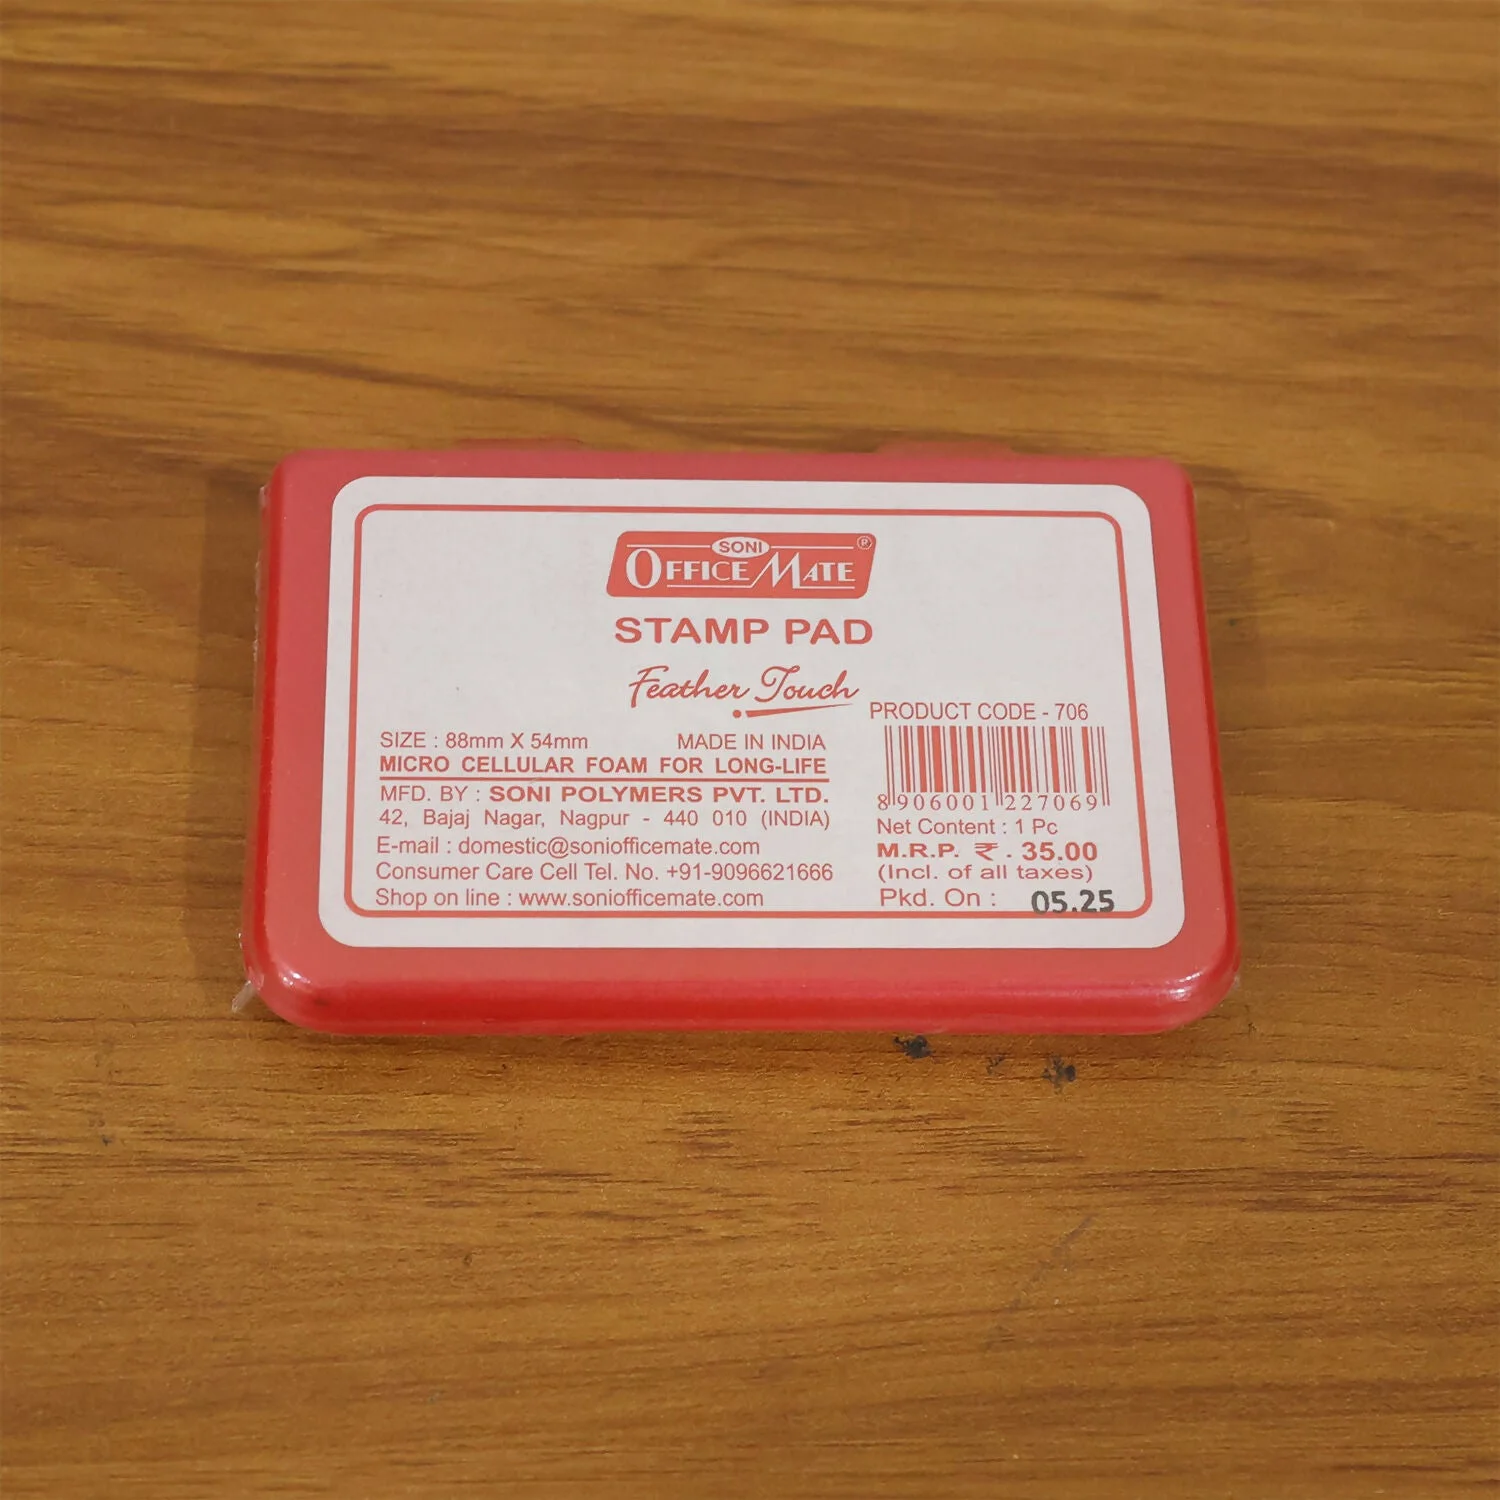 SONI
OFFICE MATE ®
STAMP PAD
Feather Touch
PRODUCT CODE - 706
SIZE : 88mm X 54mm MADE IN INDIA
MICRO CELLULAR FOAM FOR LONG-LIFE
MFD. BY : SONI POLYMERS PVT. LTD.
42, Bajaj Nagar, Nagpur - 440 010 (INDIA)
E-mail : domestic@soniofficemate.com
Consumer Care Cell Tel. No. +91-9096621666
Shop on line : www.soniofficemate.com
8 906001 227069
Net Content : 1 Pc
M.R.P. ₹ . 35.00
(Incl. of all taxes)
Pkd. On : 05.25